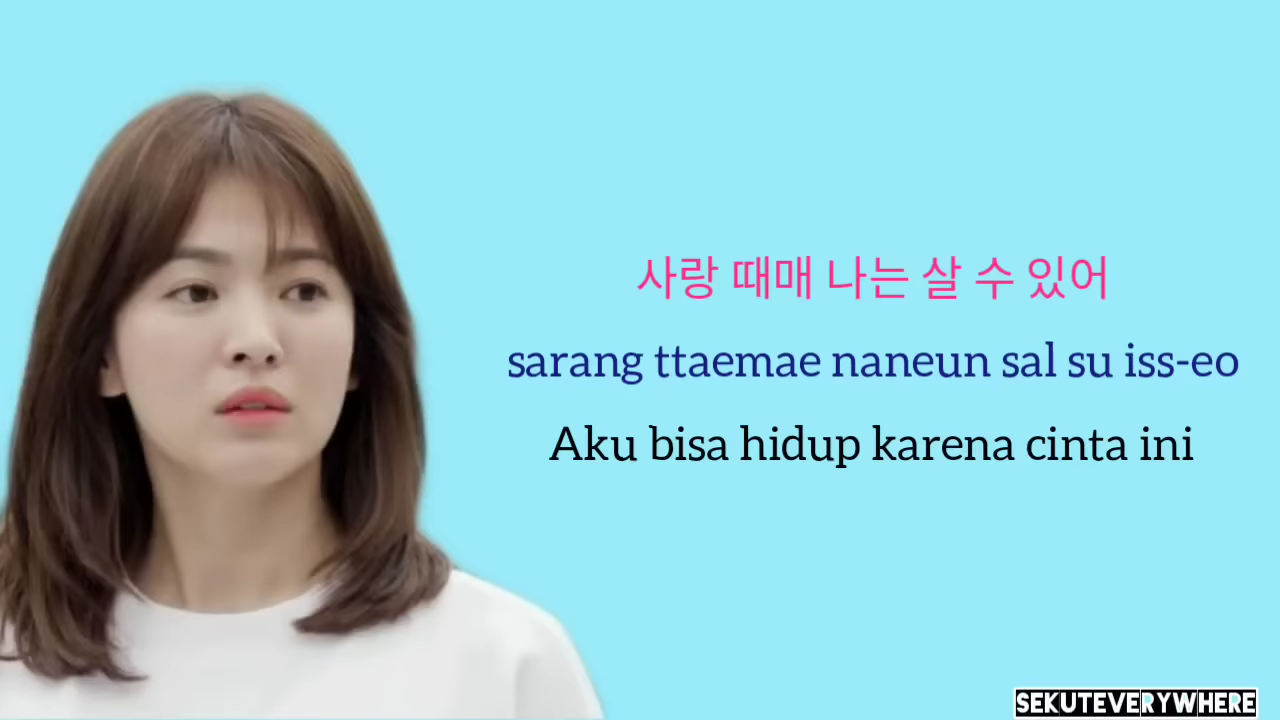 사랑 때매 나는 살 수 있어
sarang ttaemae naneun sal su iss-eo
Aku bisa hidup karena cinta ini
SEKUTEVERYWHERE